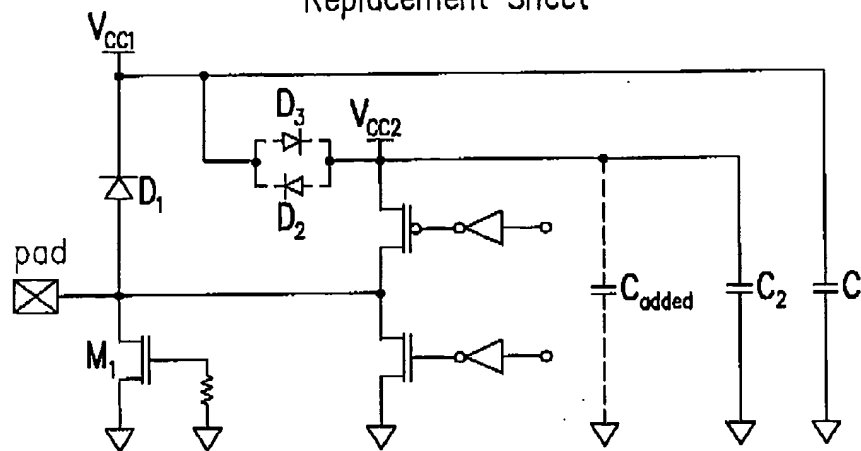 Replacement Sheet
VCC1
D3
VCC2
D1
D2
pad
Cadded
C2
C
M1